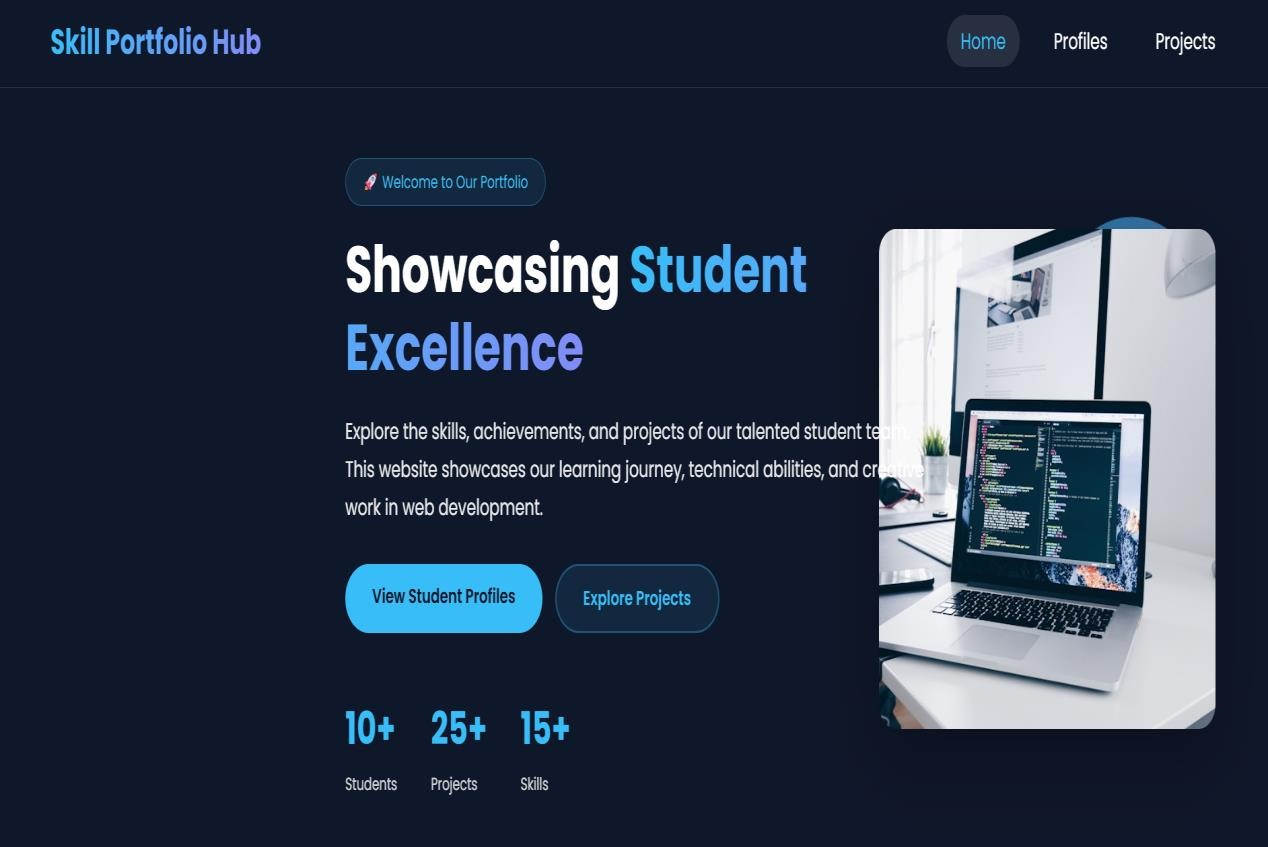 Skill Portfolio Hub
Home Profiles Projects
🚀 Welcome to Our Portfolio
Showcasing Student
Excellence
Explore the skills, achievements, and projects of our talented student team.
This website showcases our learning journey, technical abilities, and creative
work in web development.
View Student Profiles Explore Projects
10+ 25+ 15+
Students Projects Skills